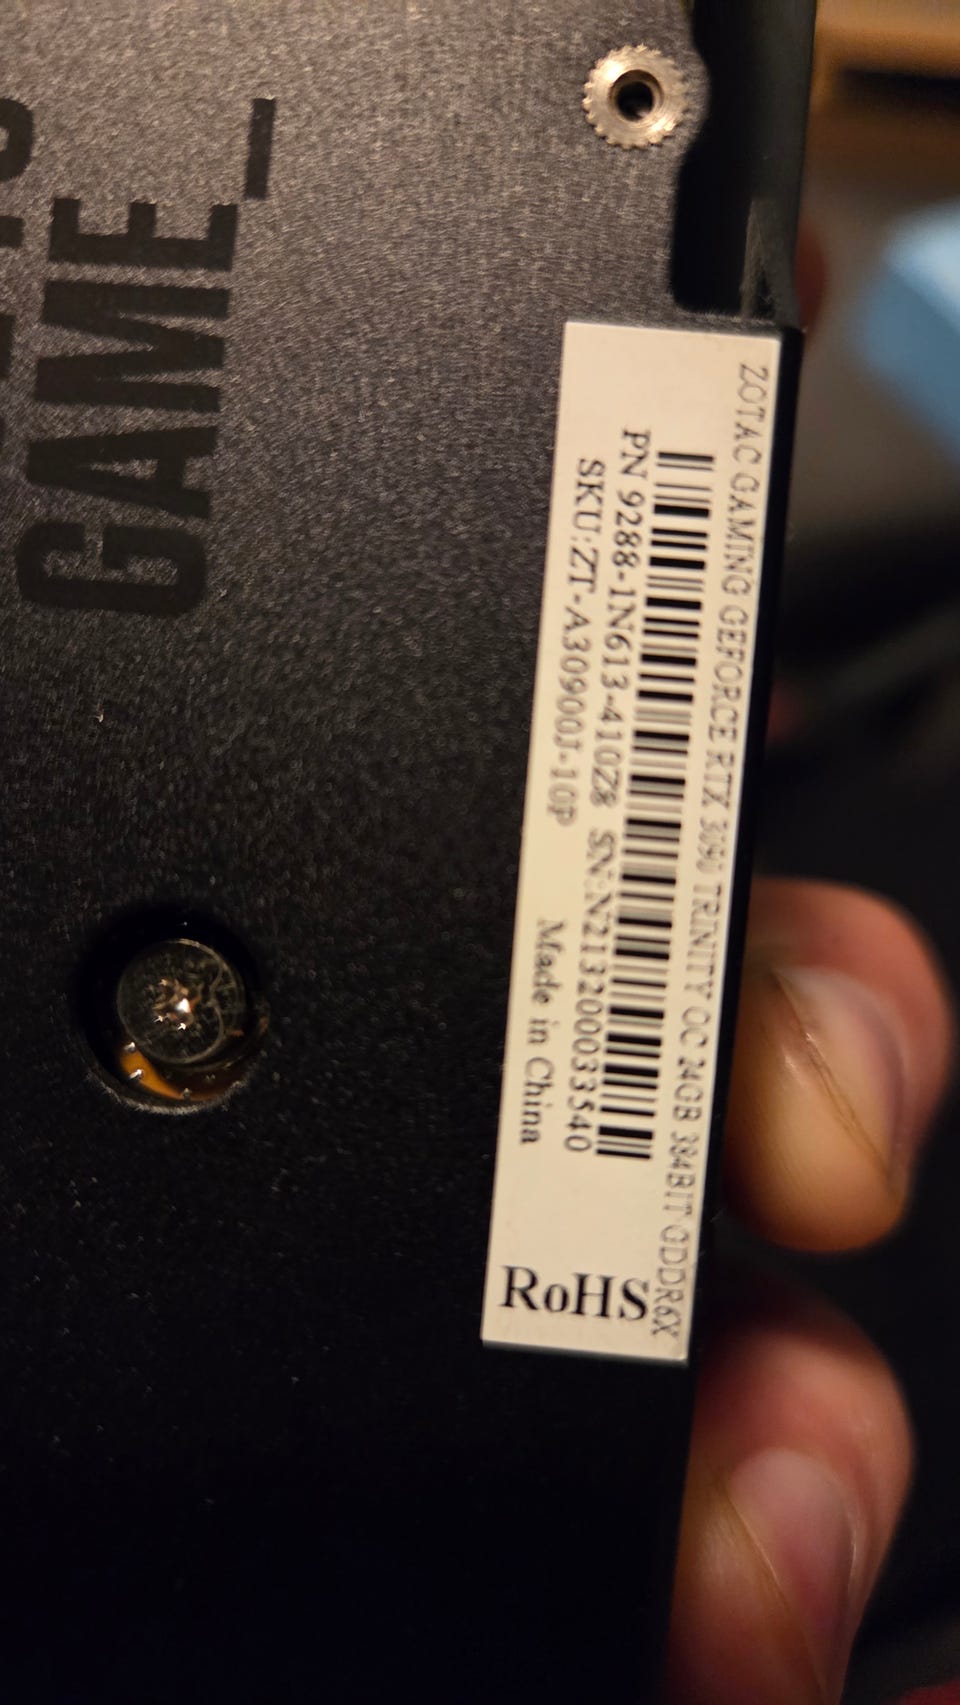 GAME_
ZOTAC GAMING GEFORCE RTX 3090 TRINITY OC 24GB 384BIT GDDR6X
PN 9288-1N613-410Z8 SN:N213200033540
SKU:ZT-A30900J-10P Made in China
RoHS